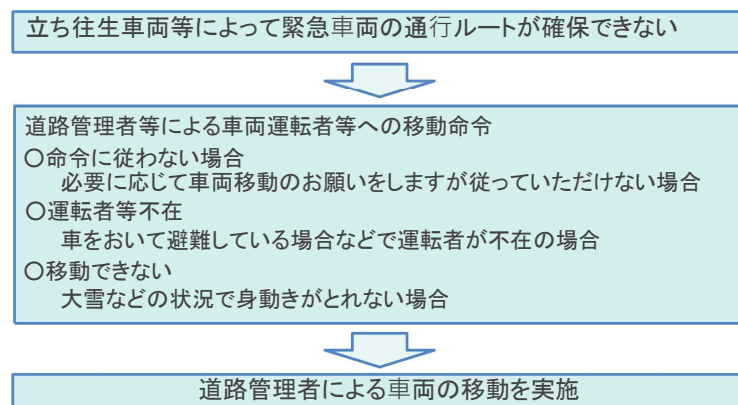 立ち往生車両等によって緊急車両の通行ルートが確保できない
道路管理者等による車両運転者等への移動命令
〇命令に従わない場合
必要に応じて車両移動のお願いをしますが従っていただけない場合
〇運転者等不在
車をおいて避難している場合などで運転者が不在の場合
〇移動できない
大雪などの状況で身動きがとれない場合
道路管理者による車両の移動を実施